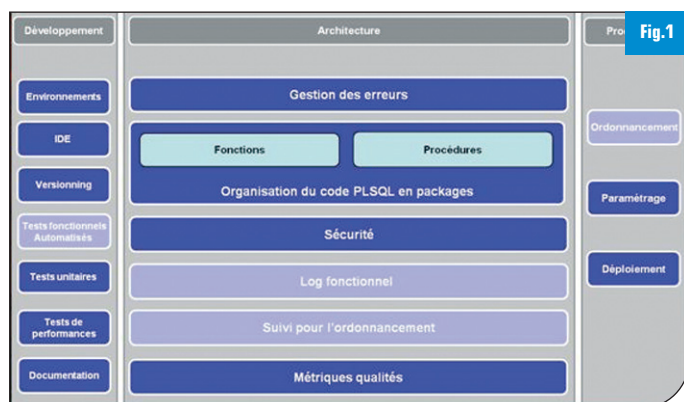 Développement
Architecture
Fig.1
Environnements
IDE
Versionning
Tests fonctionnels
Automatisés
Tests unitaires
Tests de
performances
Documentation
Gestion des erreurs
Fonctions
Procédures
Organisation du code PLSQL en packages
Sécurité
Log fonctionnel
Suivi pour l'ordonnancement
Métriques qualités
Ordonnancement
Paramétrage
Déploiement